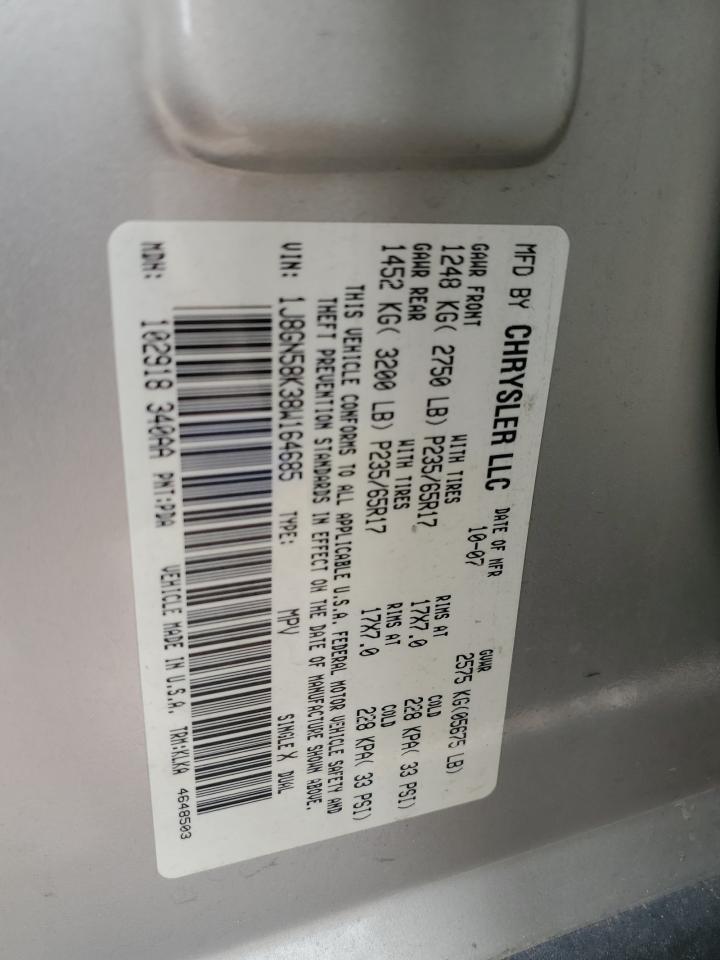 MFD BY CHRYSLER LLC DATE OF MFR 10-07 GVWR 2575 KG(05675 LB)
GAWR FRONT WITH TIRES RIMS AT COLD
1248 KG( 2750 LB) P235/65R17 17X7.0 228 KPA( 33 PSI)
GAWR REAR WITH TIRES RIMS AT COLD
1452 KG( 3200 LB) P235/65R17 17X7.0 228 KPA( 33 PSI)
THIS VEHICLE CONFORMS TO ALL APPLICABLE U.S.A. FEDERAL MOTOR VEHICLE SAFETY AND
THEFT PREVENTION STANDARDS IN EFFECT ON THE DATE OF MANUFACTURE SHOWN ABOVE.
VIN: 1J8GN58K38W164685 TYPE: MPV SINGLE X DUAL
MDH: 102918 340AA PNT:PDA VEHICLE MADE IN U.S.A. TRM:KLKA 4648503